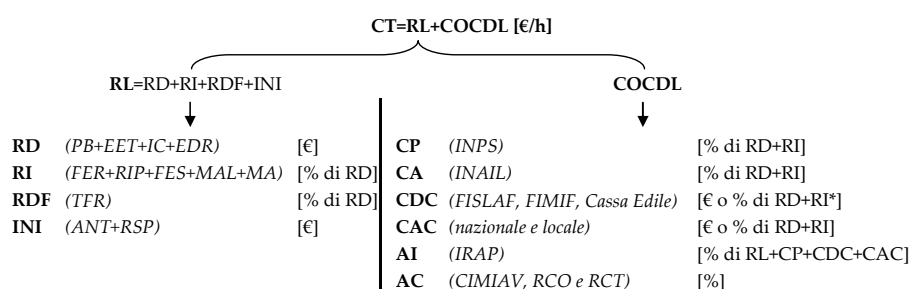 CT=RL+COCDL [€/h]
RL=RD+RI+RDF+INI
RD (PB+EET+IC+EDR) [€]
RI (FER+RIP+FES+MAL+MA) [% di RD]
RDF (TFR) [% di RD]
INI (ANT+RSP) [€]
COCDL
CP (INPS) [% di RD+RI]
CA (INAIL) [% di RD+RI]
CDC (FISLAF, FIMIF, Cassa Edile) [€ o % di RD+RI*]
CAC (nazionale e locale) [€ o % di RD+RI]
AI (IRAP) [% di RL+CP+CDC+CAC]
AC (CIMIAV, RCO e RCT) [%]